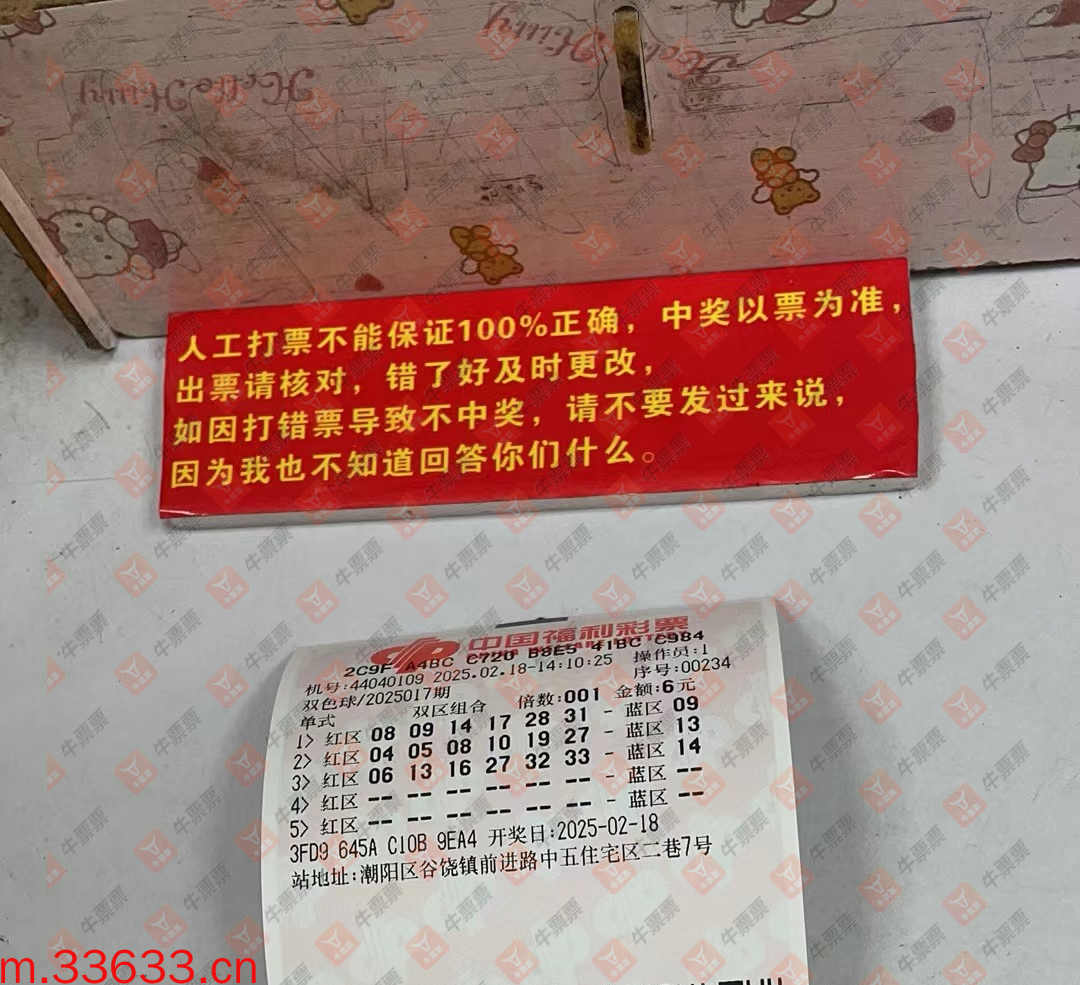 Hello Kitty
人工打票不能保证100%正确，中奖以票为准，
出票请核对，错了好及时更改，
如因打错票导致不中奖，请不要发过来说，
因为我也不知道回答你们什么。
中国福利彩票
2C9F A4BC C720 B8E5 41BC C984
机号:44040109 2025.02.18-14:10:25 操作员:1
双色球/2025017期 序号:00234
单式 双区组合 倍数:001 金额:6元
1> 红区 08 09 14 17 28 31 - 蓝区 09
2> 红区 04 05 08 10 19 27 - 蓝区 13
3> 红区 06 13 16 27 32 33 - 蓝区 14
4> 红区 -- -- -- -- -- -- - 蓝区 --
5> 红区 -- -- -- -- -- -- - 蓝区 --
3FD9 645A C10B 9EA4 开奖日:2025-02-18
站地址:潮阳区谷饶镇前进路中五住宅区二巷7号
牛票票
m.33633.cn